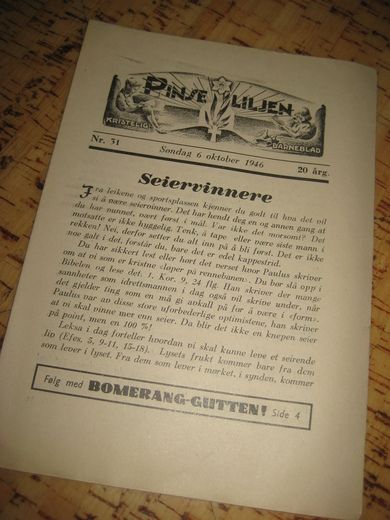 PINSELILJEN
KRISTELIG BARNEBLAD
Nr. 31 Søndag 6 oktober 1946 20 årg.
Seiervinnere
Fra leikene og sportsplassen kjenner du godt til hva det vil
si å være seiervinner. Det har hendt deg en og annen gang at
du har vunnet, vært først i mål. Var ikke det morsomt? Det
motsatte er ikke hyggelig. Tenk, å tape eller være siste mann i
rekken! Nei, derfor setter du alt inn på å bli først. Det er ikke
noe galt i det, forstår du, bare det er edel kappestrid.
Du har sikkert lest eller hørt det verset hvor Paulus skriver
om at vi som er kristne «løper på rennebanen». Du bør slå opp i
Bibelen og lese det, 1. Kor. 9, 24 flg. Han skriver der mange
sannheter som idrettsmannen i dag også vil skrive under, når
det gjelder ting som en må gi avkall på for å være i «form».
Paulus var av disse store uforbederlige optimistene, han skriver
at vi skal vinne mer enn seier. Da blir det ikke en knepen seier
på point, men en 100 %!
Leksa i dag forteller hvordan vi skal kunne leve et seirende
liv (Efes. 5, 9-11, 15-18). Lysets frukt kommer bare fra dem
som lever i lyset. Fra dem som lever i mørket, i synden, kommer
Følg med BOMERANG-GUTTEN! Side 4